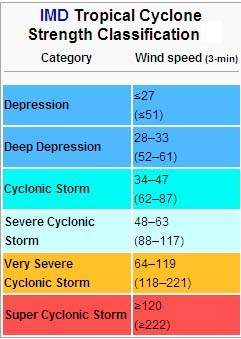 IMD Tropical Cyclone
Strength Classification
Category Wind speed (3-min)
Depression ≤27
(≤51)
Deep Depression 28–33
(52–61)
Cyclonic Storm 34–47
(62–87)
Severe Cyclonic 48–63
Storm (88–117)
Very Severe 64–119
Cyclonic Storm (118–221)
Super Cyclonic Storm ≥120
(≥222)